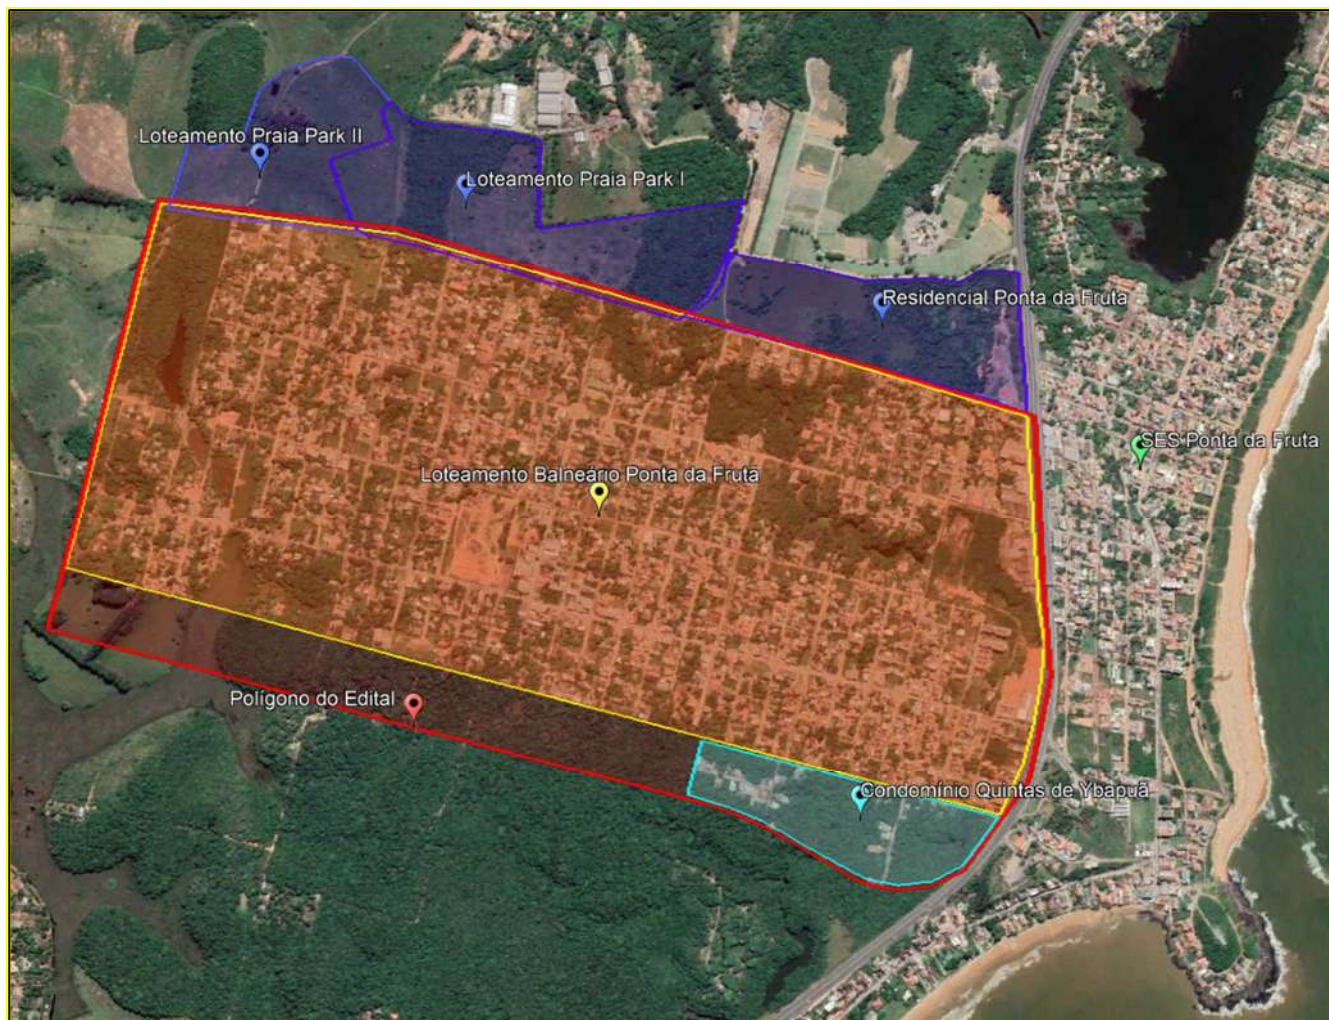 Loteamento Praia Park II
Loteamento Praia Park I
Residencial Ponta da Fruta
SES Ponta da Fruta
Loteamento Balneário Ponta da Fruta
Polígono do Edital
Condomínio Quintas de Ybapuã